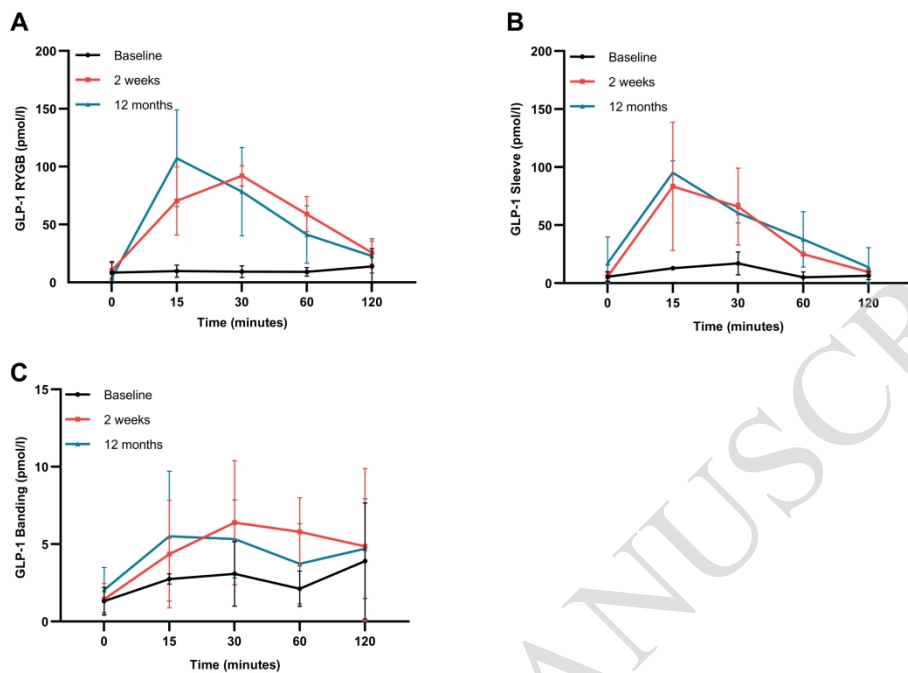 A
GLP-1 RYGB (pmol/l)
200
150
100
50
0
Baseline
2 weeks
12 months
0 15 30 60 120
Time (minutes)
B
GLP-1 Sleeve (pmol/l)
200
150
100
50
0
Baseline
2 weeks
12 months
0 15 30 60 120
Time (minutes)
C
GLP-1 Banding (pmol/l)
15
10
5
0
Baseline
2 weeks
12 months
0 15 30 60 120
Time (minutes)
ANUSCR